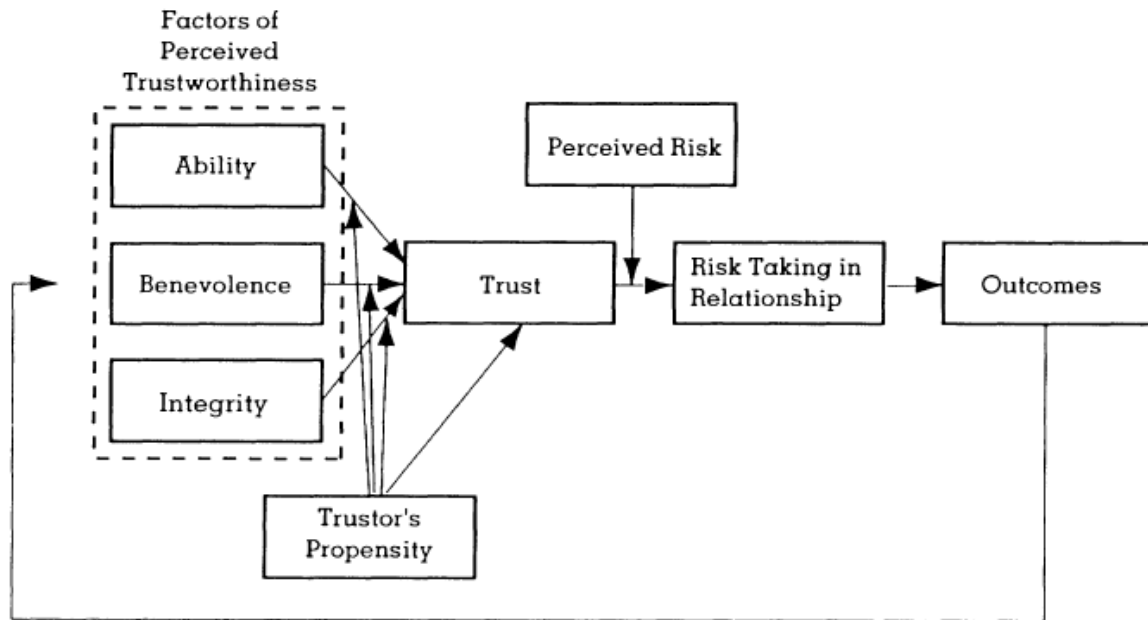 Factors of
Perceived
Trustworthiness
Ability
Benevolence
Integrity
Trustor's
Propensity
Trust
Perceived Risk
Risk Taking in
Relationship
Outcomes